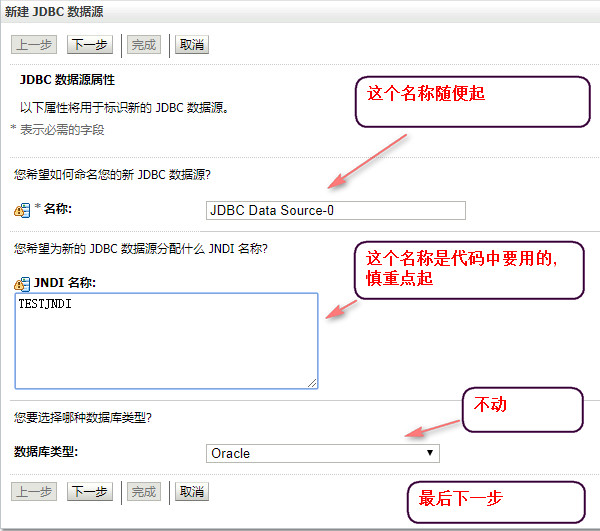 新建 JDBC 数据源
上一步 下一步 完成 取消
JDBC 数据源属性
以下属性将用于标识新的 JDBC 数据源。
* 表示必需的字段
这个名称随便起
您希望如何命名您的新 JDBC 数据源?
* 名称: JDBC Data Source-0
您希望为新的 JDBC 数据源分配什么 JNDI 名称?
这个名称是代码中要用的,
慎重点起
JNDI 名称:
TESTJNDI
您要选择哪种数据库类型?
不动
数据库类型: Oracle
上一步 下一步 完成 取消
最后下一步